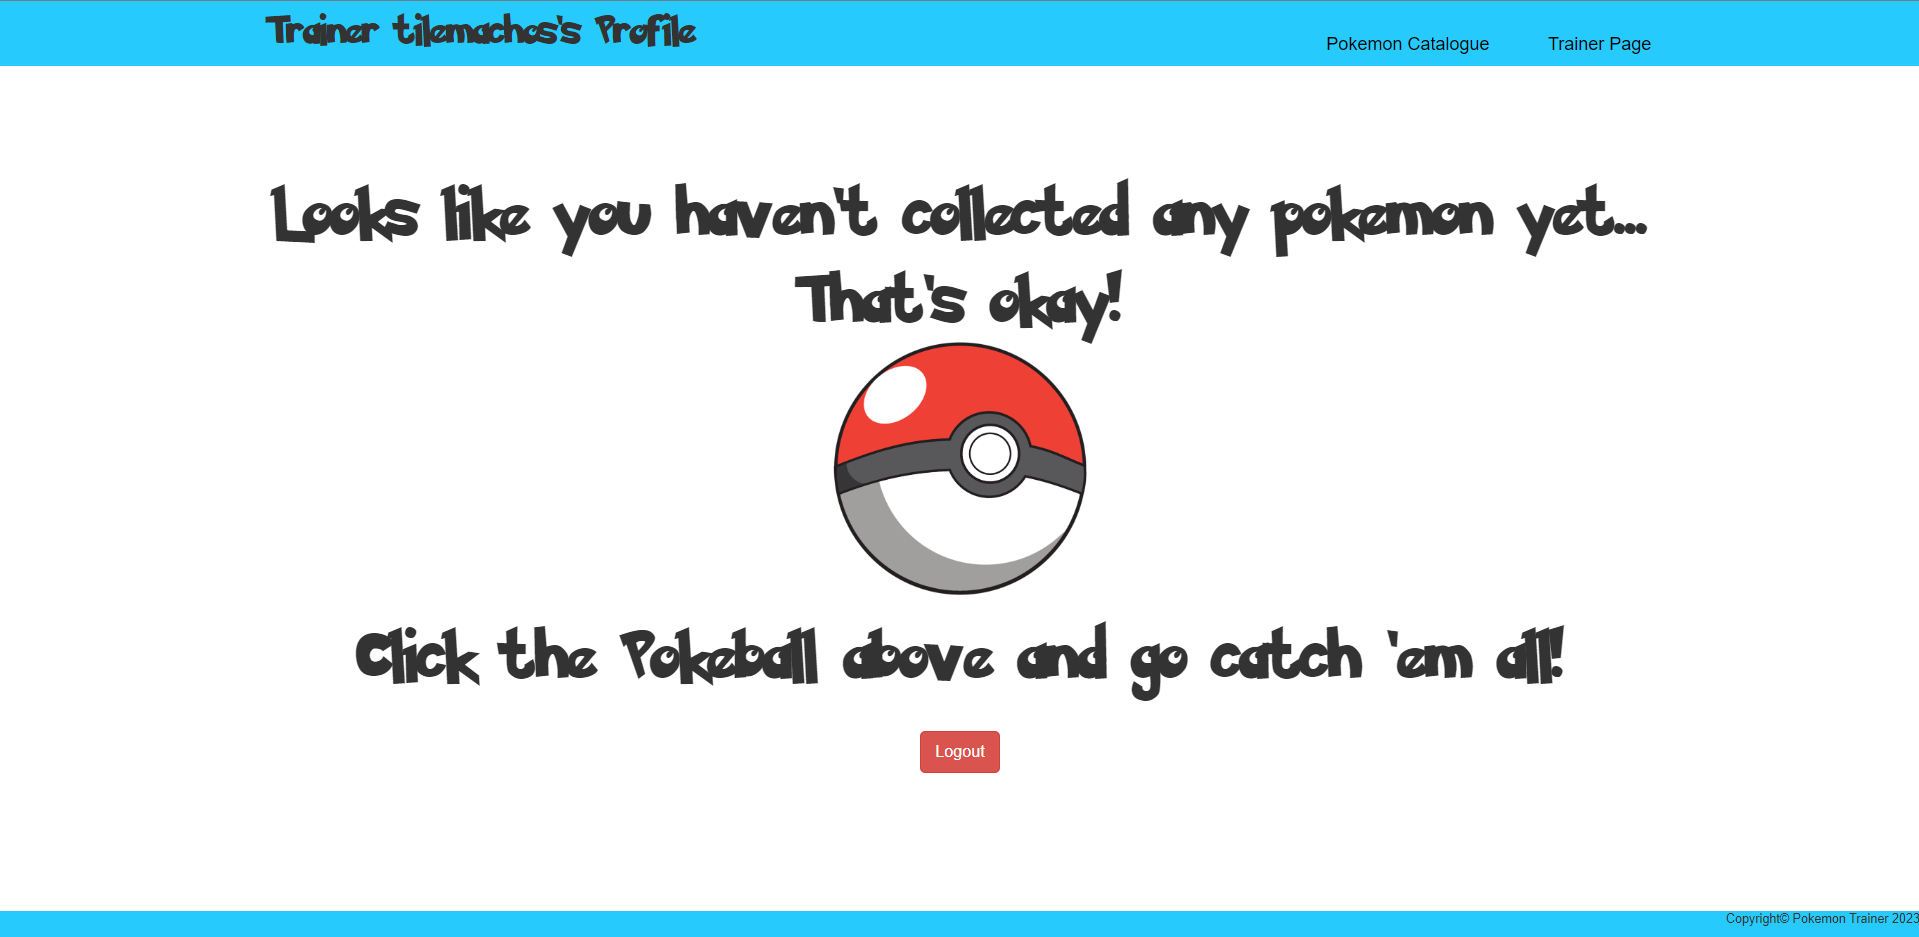 Trainer tilemachos's Profile
Pokemon Catalogue
Trainer Page
Looks like you haven't collected any pokemon yet...
That's okay!
Click the Pokeball above and go catch 'em all!
Logout
Copyright© Pokemon Trainer 2023